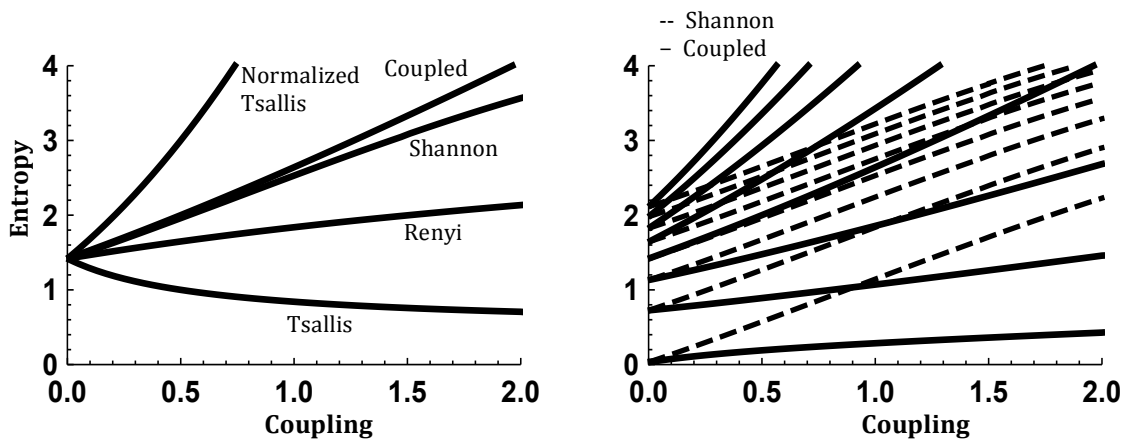 -- Shannon
– Coupled
4
3
2
1
0
Entropy
Normalized
Tsallis
Coupled
Shannon
Renyi
Tsallis
0.0 0.5 1.0 1.5 2.0
Coupling
4
3
2
1
0
0.0 0.5 1.0 1.5 2.0
Coupling